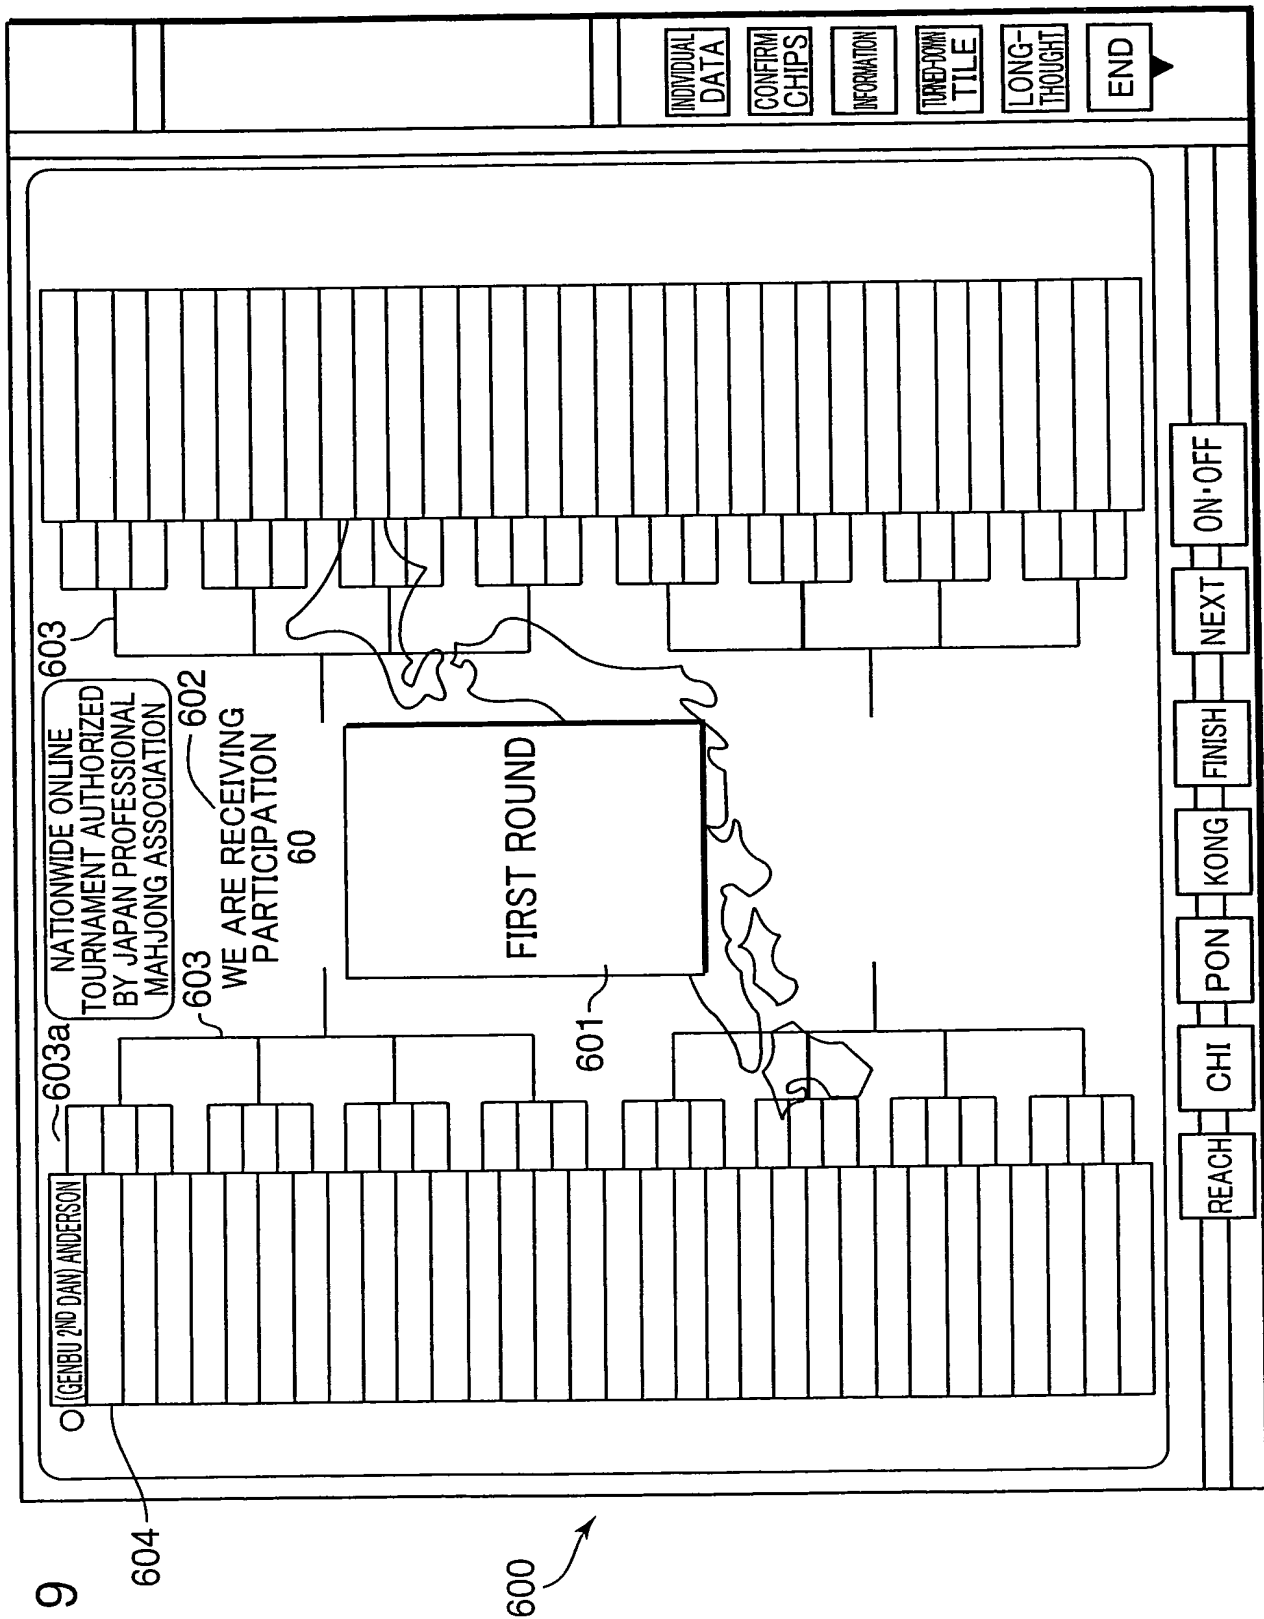 9
600
604
603a
603
NATIONWIDE ONLINE
TOURNAMENT AUTHORIZED
BY JAPAN PROFESSIONAL
MAHJONG ASSOCIATION
603
602
WE ARE RECEIVING
PARTICIPATION
60
(GENBU 2ND DAN) ANDERSON
FIRST ROUND
601
REACH
CHI
PON
KONG
FINISH
NEXT
ON·OFF
INDIVIDUAL
DATA
CONFIRM
CHIPS
INFORMATION
TURNED-DOWN
TILE
LONG-
THOUGHT
END